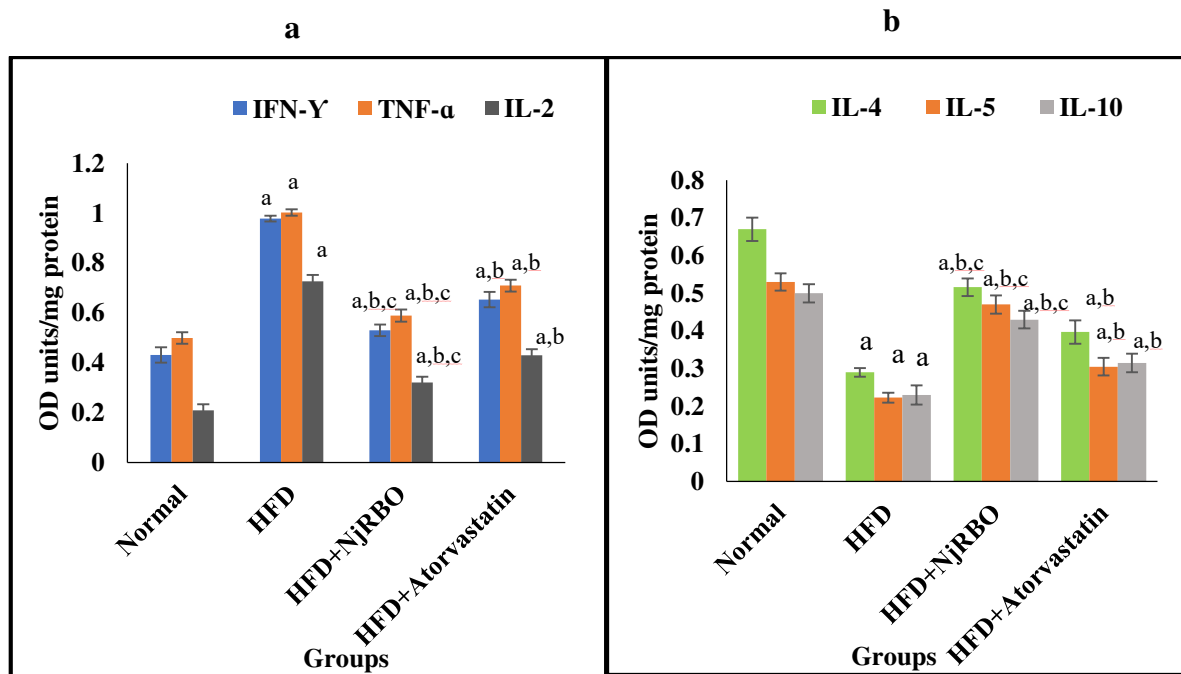 a
IFN-Ƴ TNF-α IL-2
OD units/mg protein
1.2
1
0.8
0.6
0.4
0.2
0
a
a
a
a,b,c
a,b,c
a,b,c
a,b
a,b
a,b
Normal
HFD
HFD+NjRBO
HFD+Atorvastatin
Groups
b
IL-4 IL-5 IL-10
OD units/mg protein
0.8
0.7
0.6
0.5
0.4
0.3
0.2
0.1
0
a
a
a
a,b,c
a,b,c
a,b,c
a,b
a,b
a,b
Normal
HFD
HFD+NjRBO
HFD+Atorvastatin
Groups